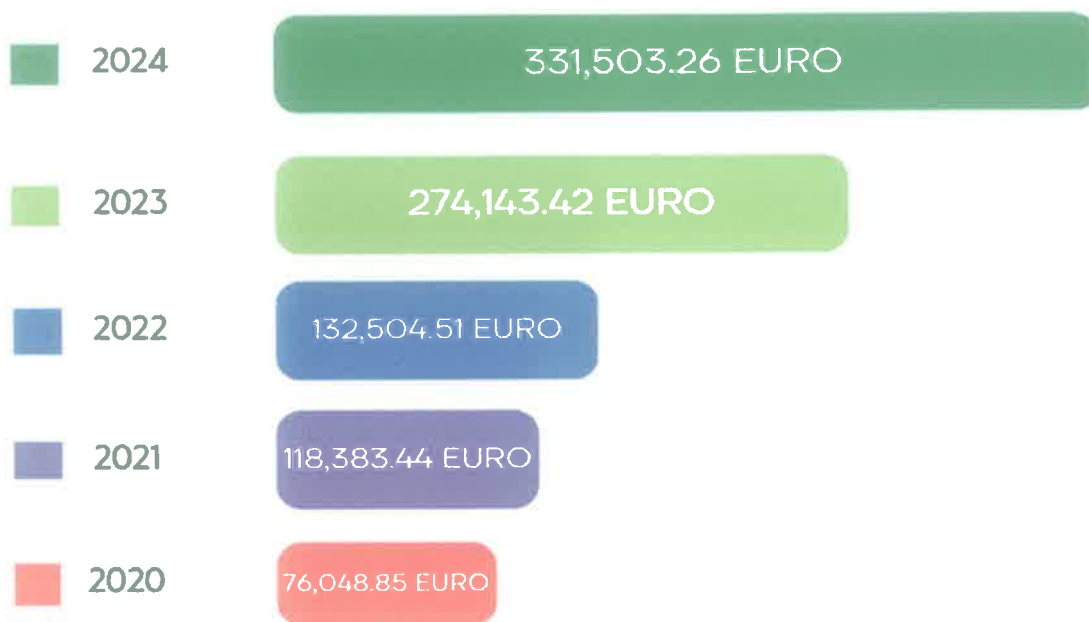 2024 331,503.26 EURO
2023 274,143.42 EURO
2022 132,504.51 EURO
2021 118,383.44 EURO
2020 76,048.85 EURO